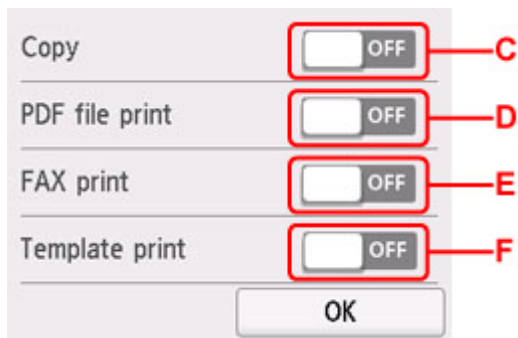 Copy OFF C
PDF file print OFF D
FAX print OFF E
Template print OFF F
OK